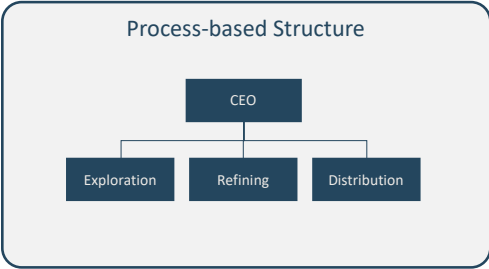 Process-based Structure
CEO
Exploration
Refining
Distribution